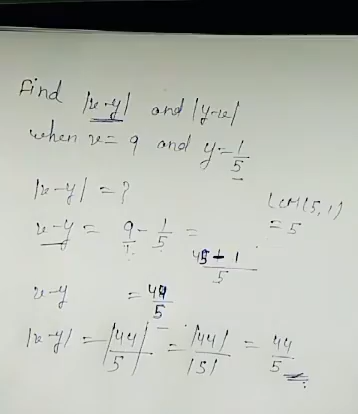 Find |x-y| and |y-x|
when x = 9 and y = 1/5
|x-y| = ?
LCM(5,1)
= 5
x-y = 9/1 - 1/5 = 45-1/5
x-y = 44/5
|x-y| = |44/5| = |44|/|5| = 44/5